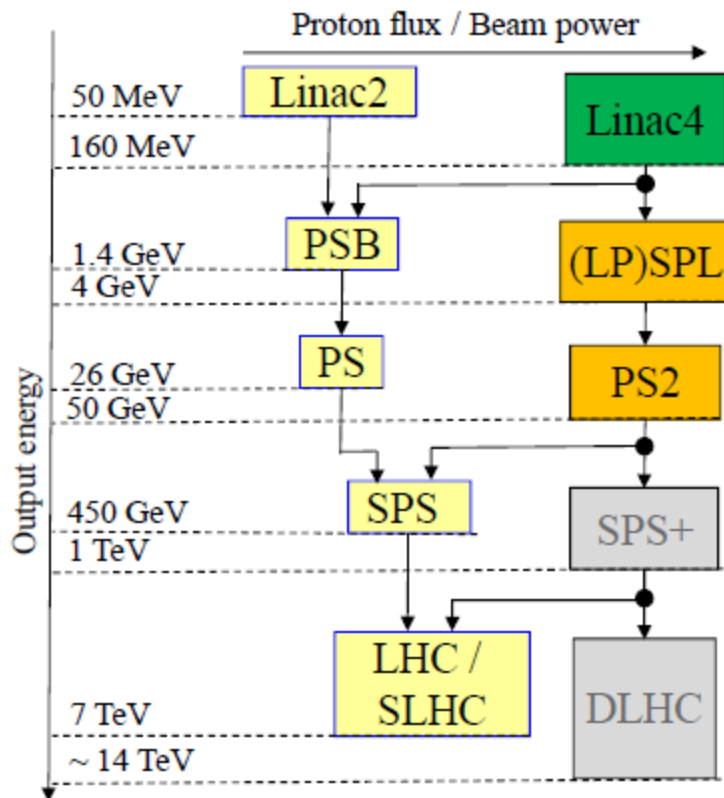 Proton flux / Beam power
Output energy
50 MeV
Linac2
Linac4
160 MeV
PSB
(LP)SPL
1.4 GeV
4 GeV
PS
PS2
26 GeV
50 GeV
SPS
SPS+
450 GeV
1 TeV
LHC /
SLHC
DLHC
7 TeV
~ 14 TeV